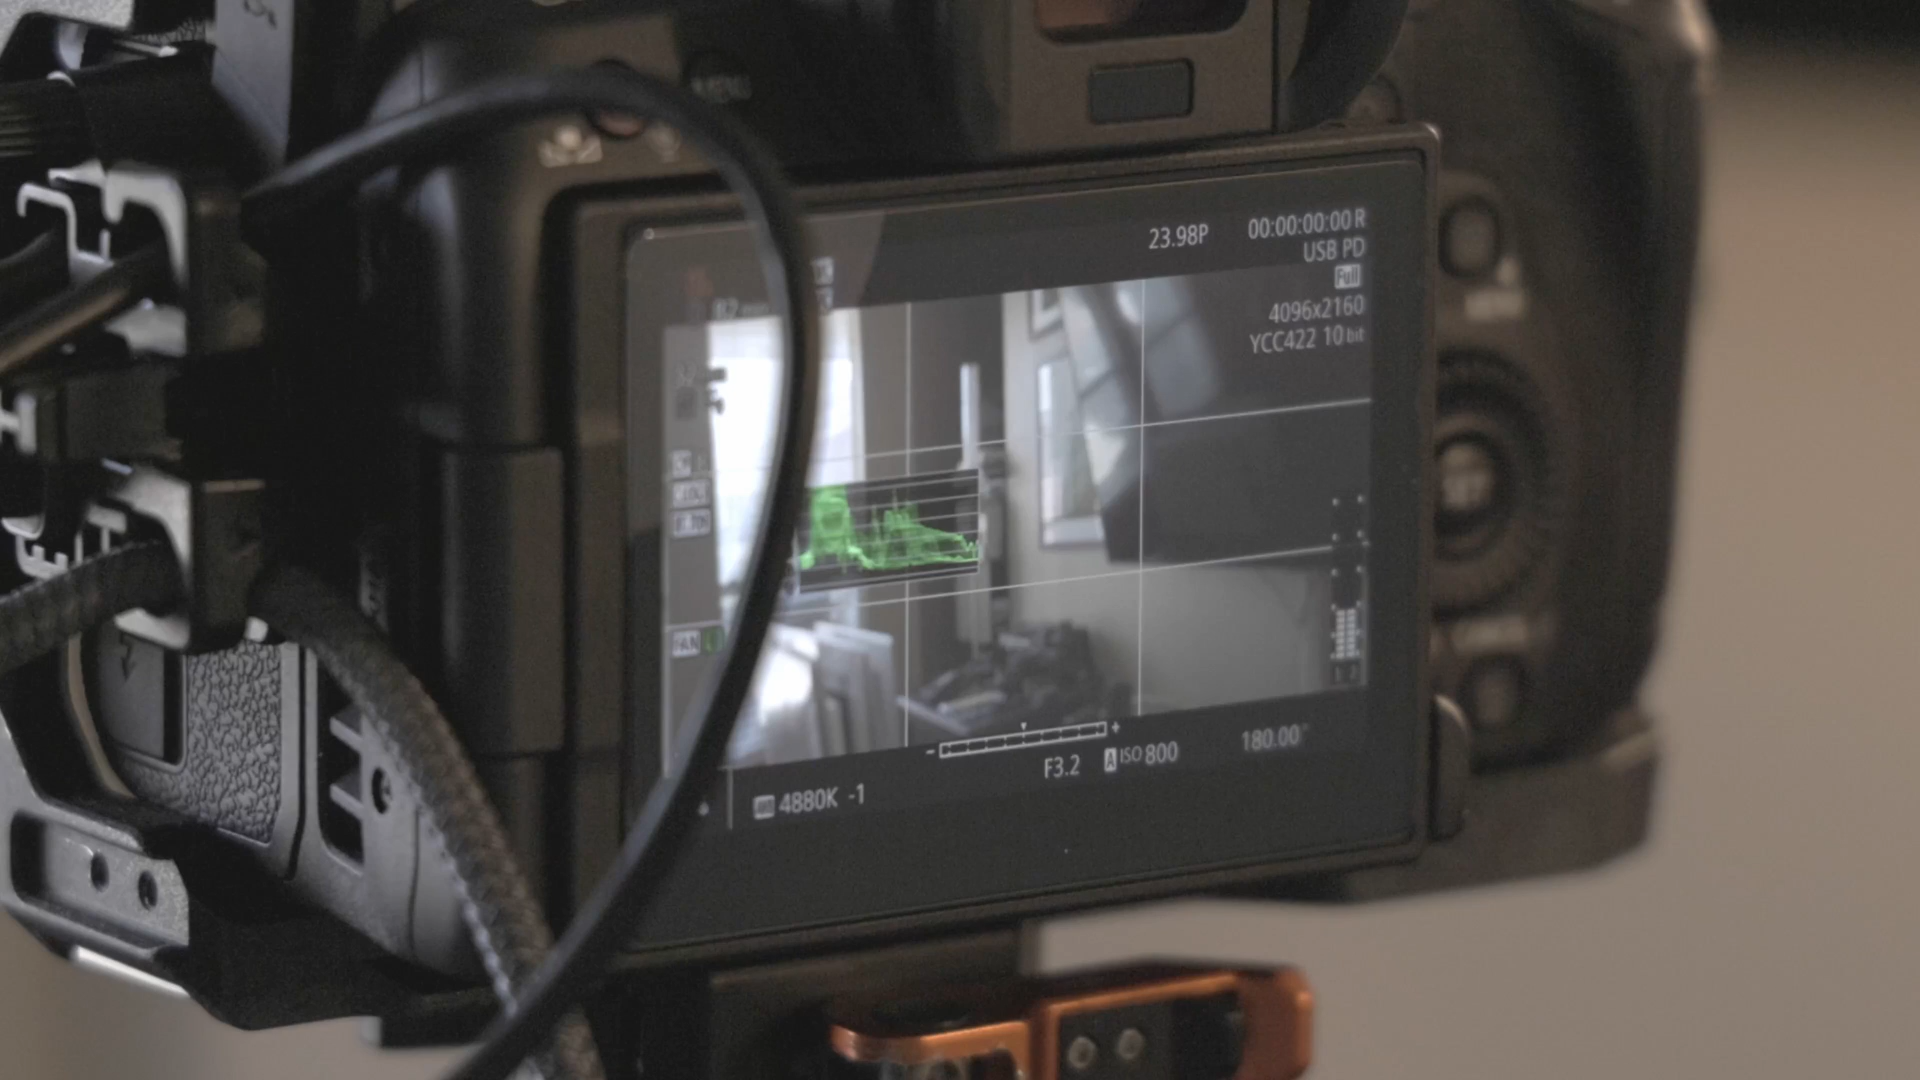 23.98P
00:00:00:00 R
USB PD
Full
4096x2160
YCC422 10 bit
FAN
F3.2
A ISO 800
180.00°
4880K -1